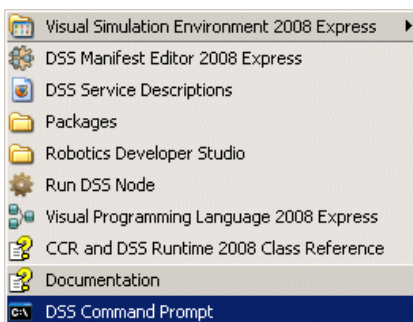 Visual Simulation Environment 2008 Express
DSS Manifest Editor 2008 Express
DSS Service Descriptions
Packages
Robotics Developer Studio
Run DSS Node
Visual Programming Language 2008 Express
CCR and DSS Runtime 2008 Class Reference
Documentation
DSS Command Prompt